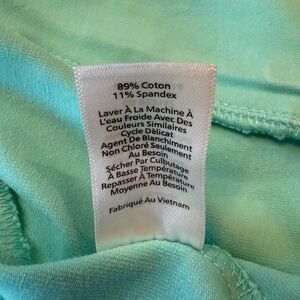 89% Coton
11% Spandex
Laver À La Machine À
L'eau Froide Avec Des
Couleurs Similaires
Cycle Délicat
Agent De Blanchiment
Non Chloré Seulement
Au Besoin
Sécher Par Culbutage
À Basse Température
Repasser À Température
Moyenne Au Besoin
Fabriqué Au Vietnam